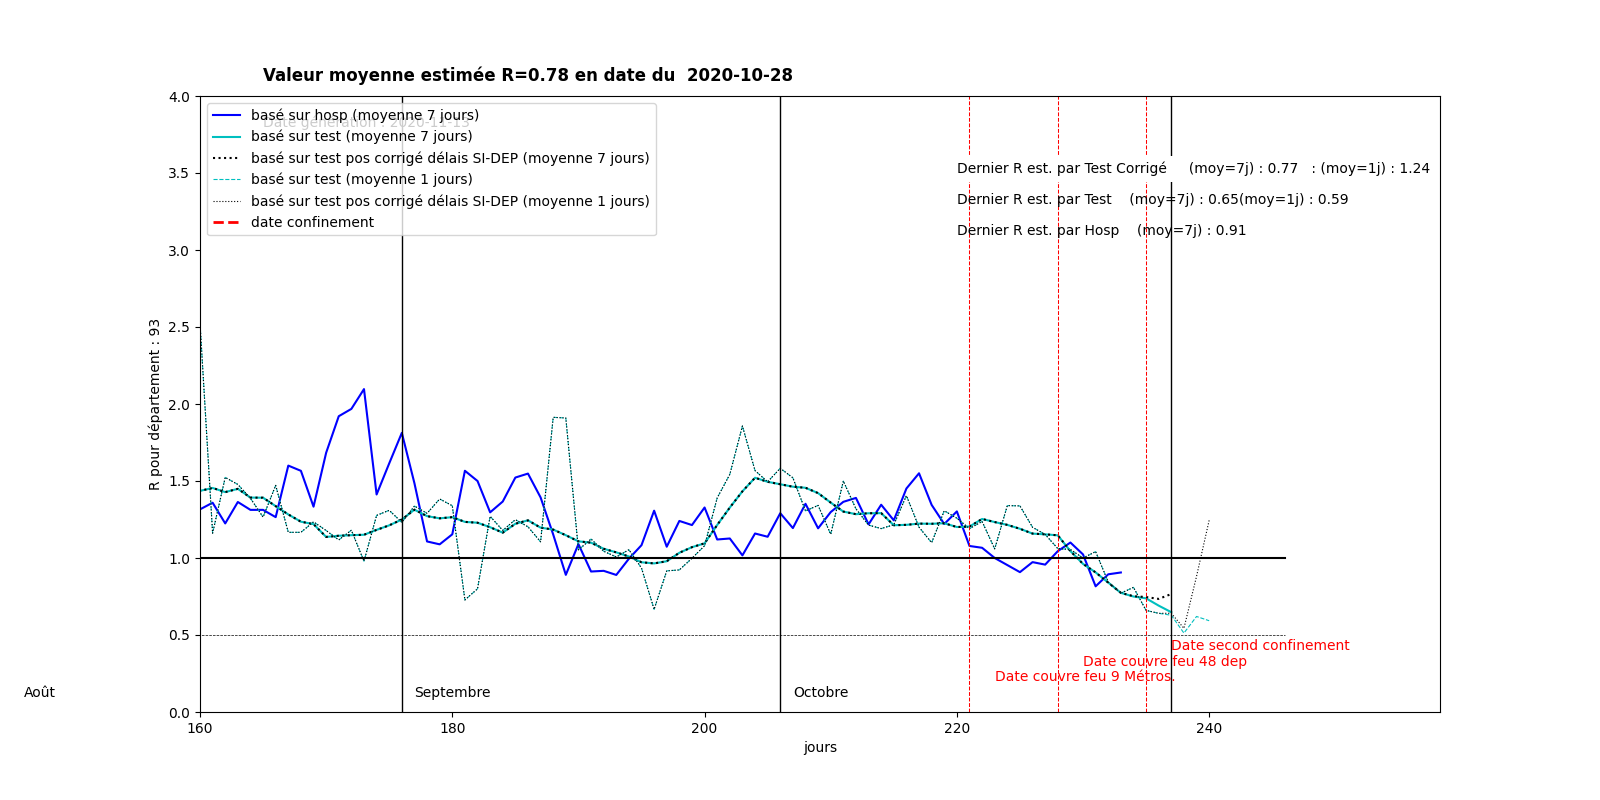 Valeur moyenne estimée R=0.78 en date du  2020-10-28
Date génération : 2020-11-13
basé sur hosp (moyenne 7 jours)
basé sur test (moyenne 7 jours)
basé sur test pos corrigé délais SI-DEP (moyenne 7 jours)
basé sur test (moyenne 1 jours)
basé sur test pos corrigé délais SI-DEP (moyenne 1 jours)
date confinement
Dernier R est. par Test Corrigé     (moy=7j) : 0.77   : (moy=1j) : 1.24
Dernier R est. par Test    (moy=7j) : 0.65(moy=1j) : 0.59
Dernier R est. par Hosp    (moy=7j) : 0.91
4.0
3.5
3.0
2.5
2.0
1.5
1.0
0.5
0.0
R pour département : 93
Date second confinement
Date couvre feu 48 dep
Date couvre feu 9 Métros.
Août
Septembre
Octobre
160
180
200
220
240
jours